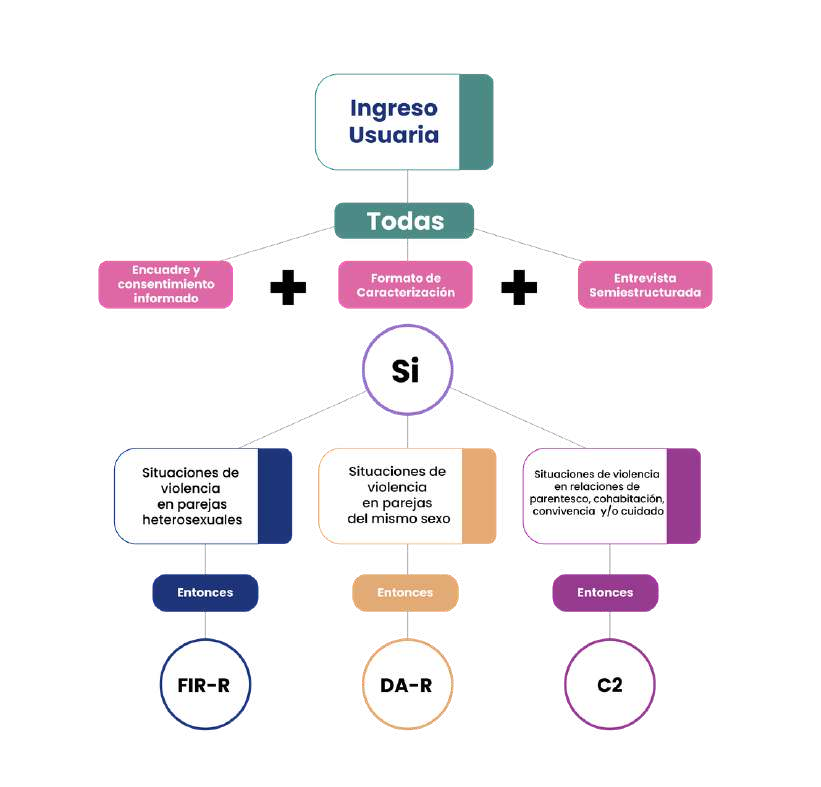 Ingreso
Usuaria
Todas
Encuadre y
consentimiento
informado
Formato de
Caracterización
Entrevista
Semiestructurada
Si
Situaciones de
violencia
en parejas
heterosexuales
Situaciones de
violencia
en parejas
del mismo sexo
Situaciones de violencia
en relaciones de
parentesco, cohabitación,
convivencia y/o cuidado
Entonces
Entonces
Entonces
FIR-R
DA-R
C2